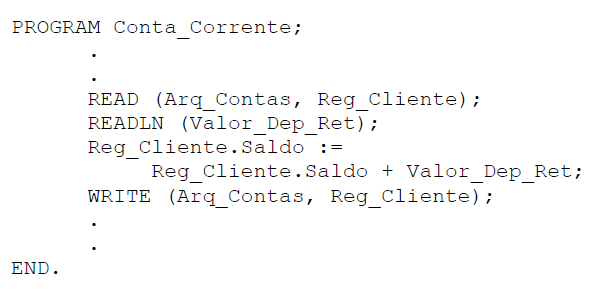 PROGRAM Conta_Corrente;
.
.
READ (Arq_Contas, Reg_Cliente);
READLN (Valor_Dep_Ret);
Reg_Cliente.Saldo :=
Reg_Cliente.Saldo + Valor_Dep_Ret;
WRITE (Arq_Contas, Reg_Cliente);
.
.
END.